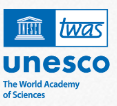 twas
unesco
The World Academy
of Sciences